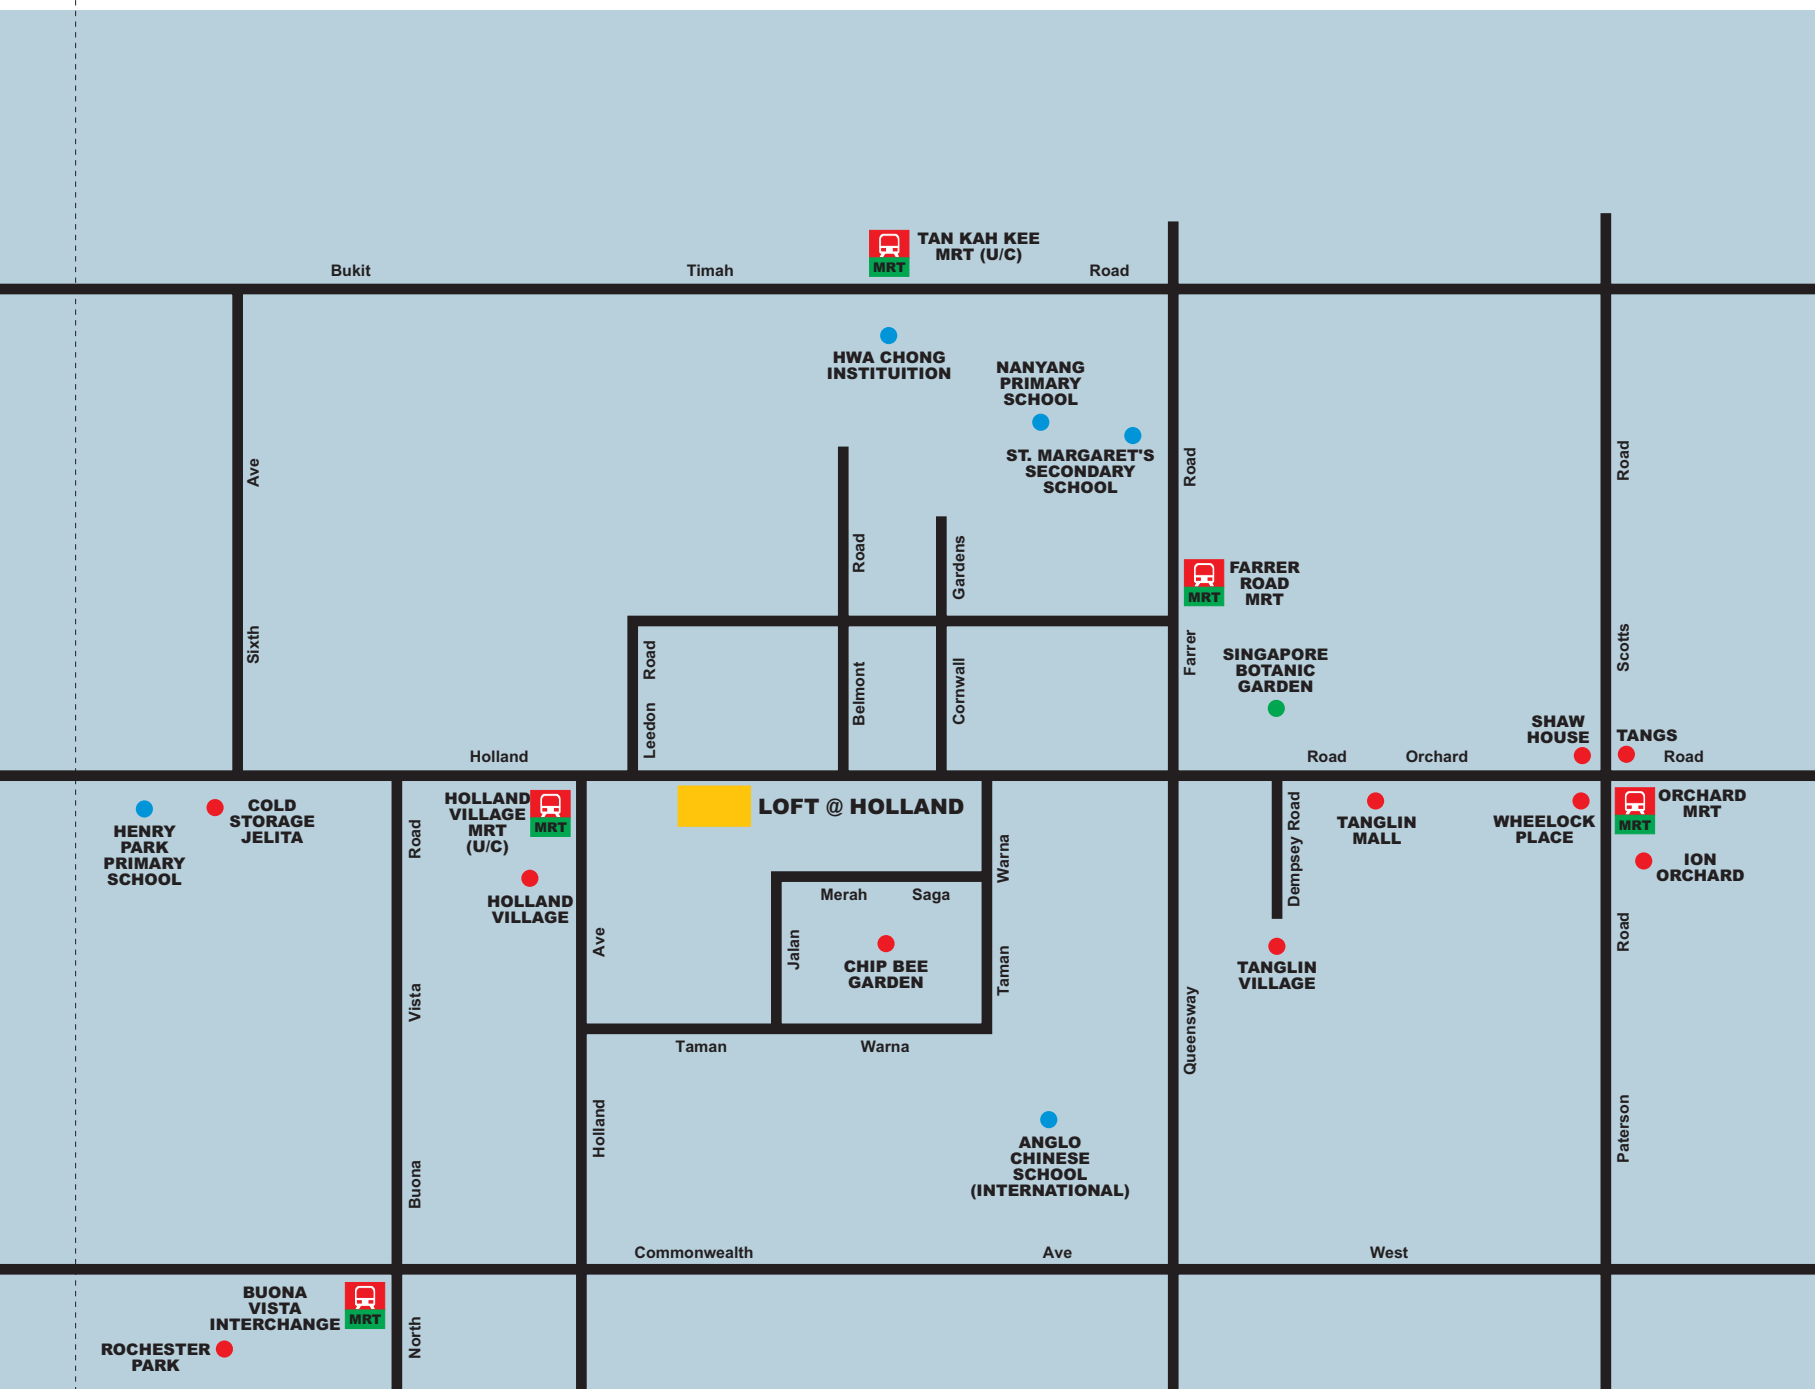 TAN KAH KEE
MRT (U/C)
MRT
Bukit Timah Road
HWA CHONG
INSTITUITION
NANYANG
PRIMARY
SCHOOL
ST. MARGARET'S
SECONDARY
SCHOOL
Sixth Ave
Leedon Road
Belmont Road
Cornwall Gardens
Farrer Road
Scotts Road
MRT
FARRER
ROAD
MRT
SINGAPORE
BOTANIC
GARDEN
SHAW
HOUSE
TANGS
Holland Road Orchard Road
HENRY
PARK
PRIMARY
SCHOOL
COLD
STORAGE
JELITA
HOLLAND
VILLAGE
MRT
(U/C)
MRT
HOLLAND
VILLAGE
LOFT @ HOLLAND
Merah Saga
Jalan
CHIP BEE
GARDEN
Taman Warna
Taman Warna
Holland Ave
North Buona Vista Road
Dempsey Road
TANGLIN
VILLAGE
TANGLIN
MALL
WHEELOCK
PLACE
MRT
ORCHARD
MRT
ION
ORCHARD
Paterson Road
Queensway
ANGLO
CHINESE
SCHOOL
(INTERNATIONAL)
Commonwealth Ave West
BUONA
VISTA
INTERCHANGE
MRT
ROCHESTER
PARK